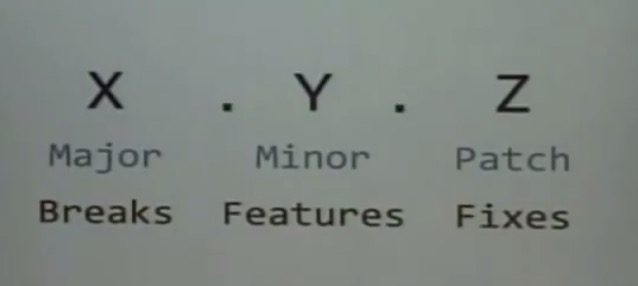 X . Y . Z
Major Minor Patch
Breaks Features Fixes